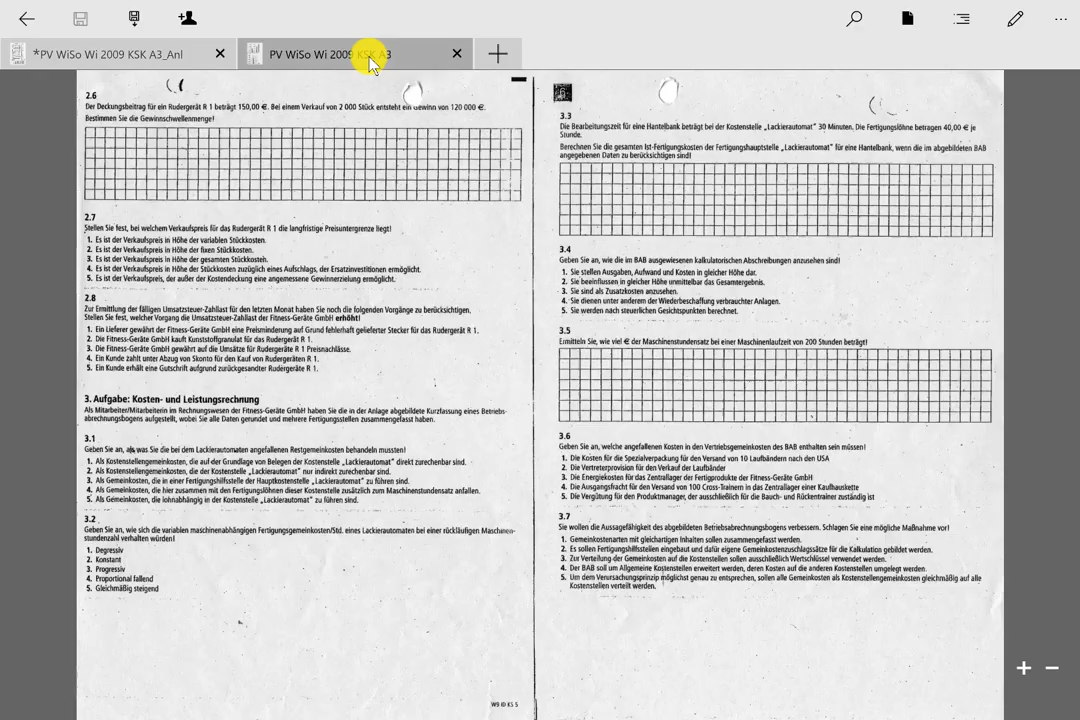 *PV WiSo Wi 2009 KSK A3_Anl
PV WiSo Wi 2009 KSK A3
2.6
Der Deckungsbeitrag für ein Rudergerät R 1 beträgt 150,00 €. Bei einem Verkauf von 2 000 Stück entsteht ein Gewinn von 120 000 €.
Bestimmen Sie die Gewinnschwellenmenge!
2.7
Stellen Sie fest, bei welchem Verkaufspreis für das Rudergerät R 1 die langfristige Preisuntergrenze liegt!
1. Es ist der Verkaufspreis in Höhe der variablen Stückkosten.
2. Es ist der Verkaufspreis in Höhe der fixen Stückkosten.
3. Es ist der Verkaufspreis in Höhe der gesamten Stückkosten.
4. Es ist der Verkaufspreis in Höhe der Stückkosten zuzüglich eines Aufschlags, der Ersatzinvestitionen ermöglicht.
5. Es ist der Verkaufspreis, der außer der Kostendeckung eine angemessene Gewinnerzielung ermöglicht.
2.8
Zur Ermittlung der fälligen Umsatzsteuer-Zahllast für den letzten Monat haben Sie noch die folgenden Vorgänge zu berücksichtigen.
Stellen Sie fest, welcher Vorgang die Umsatzsteuer-Zahllast der Fitness-Geräte GmbH erhöht!
1. Ein Lieferer gewährt der Fitness-Geräte GmbH eine Preisminderung auf Grund fehlerhaft gelieferter Stecker für das Rudergerät R 1.
2. Die Fitness-Geräte GmbH kauft Kunststoffgranulat für das Rudergerät R 1.
3. Die Fitness-Geräte GmbH gewährt auf die Umsätze für Rudergeräte R 1 Preisnachlässe.
4. Ein Kunde zahlt unter Abzug von Skonto für den Kauf von Rudergeräten R 1.
5. Ein Kunde erhält eine Gutschrift aufgrund zurückgesandter Rudergeräte R 1.
3. Aufgabe: Kosten- und Leistungsrechnung
Als Mitarbeiter/Mitarbeiterin im Rechnungswesen der Fitness-Geräte GmbH haben Sie die in der Anlage abgebildete Kurzfassung eines Betriebs-
abrechnungsbogens aufgestellt, wobei Sie alle Daten gerundet und mehrere Fertigungsstellen zusammengefasst haben.
3.1
Geben Sie an, als was Sie die bei dem Lackierautomaten angefallenen Restgemeinkosten behandeln mussten!
1. Als Kostenstellengemeinkosten, die auf der Grundlage von Belegen der Kostenstelle „Lackierautomat" direkt zurechenbar sind.
2. Als Kostenstellengemeinkosten, die der Kostenstelle „Lackierautomat" nur indirekt zurechenbar sind.
3. Als Gemeinkosten, die in einer Fertigungshilfsstelle der Hauptkostenstelle „Lackierautomat" zu führen sind.
4. Als Gemeinkosten, die hier zusammen mit den Fertigungslöhnen dieser Kostenstelle zusätzlich zum Maschinenstundensatz anfallen.
5. Als Gemeinkosten, die lohnabhängig in der Kostenstelle „Lackierautomat" zu führen sind.
3.2
Geben Sie an, wie sich die variablen maschinenabhängigen Fertigungsgemeinkosten/Std. eines Lackierautomaten bei einer rückläufigen Maschinen-
stundenzahl verhalten würden!
1. Degressiv
2. Konstant
3. Progressiv
4. Proportional fallend
5. Gleichmäßig steigend
WB ID KS 5
6
3.3
Die Bearbeitungszeit für eine Hantelbank beträgt bei der Kostenstelle „Lackierautomat" 30 Minuten. Die Fertigungslöhne betragen 40,00 € je
Stunde.
Berechnen Sie die gesamten Ist-Fertigungskosten der Fertigungshauptstelle „Lackierautomat" für eine Hantelbank, wenn die im abgebildeten BAB
angegebenen Daten zu berücksichtigen sind!
3.4
Geben Sie an, wie die im BAB ausgewiesenen kalkulatorischen Abschreibungen anzusehen sind!
1. Sie stellen Ausgaben, Aufwand und Kosten in gleicher Höhe dar.
2. Sie beeinflussen in gleicher Höhe unmittelbar das Gesamtergebnis.
3. Sie sind als Zusatzkosten anzusehen.
4. Sie dienen unter anderem der Wiederbeschaffung verbrauchter Anlagen.
5. Sie werden nach steuerlichen Gesichtspunkten berechnet.
3.5
Ermitteln Sie, wie viel € der Maschinenstundensatz bei einer Maschinenlaufzeit von 200 Stunden beträgt!
3.6
Geben Sie an, welche angefallenen Kosten in den Vertriebsgemeinkosten des BAB enthalten sein müssen!
1. Die Kosten für die Spezialverpackung für den Versand von 10 Laufbändern nach den USA
2. Die Vertreterprovision für den Verkauf der Laufbänder
3. Die Energiekosten für das Zentrallager der Fertigprodukte der Fitness-Geräte GmbH
4. Die Ausgangsfracht für den Versand von 100 Cross-Trainern in das Zentrallager einer Kaufhauskette
5. Die Vergütung für den Produktmanager, der ausschließlich für die Bauch- und Rückentrainer zuständig ist
3.7
Sie wollen die Aussagefähigkeit des abgebildeten Betriebsabrechnungsbogens verbessern. Schlagen Sie eine mögliche Maßnahme vor!
1. Gemeinkostenarten mit gleichartigen Inhalten sollen zusammengefasst werden.
2. Es sollen Fertigungshilfsstellen eingebaut und dafür eigene Gemeinkostenzuschlagssätze für die Kalkulation gebildet werden.
3. Zur Verteilung der Gemeinkosten auf die Kostenstellen sollen ausschließlich Wertschlüssel verwendet werden.
4. Der BAB soll um Allgemeine Kostenstellen erweitert werden, deren Kosten auf die anderen Kostenstellen umgelegt werden.
5. Um dem Verursachungsprinzip möglichst genau zu entsprechen, sollen alle Gemeinkosten als Kostenstellengemeinkosten gleichmäßig auf alle
Kostenstellen verteilt werden.